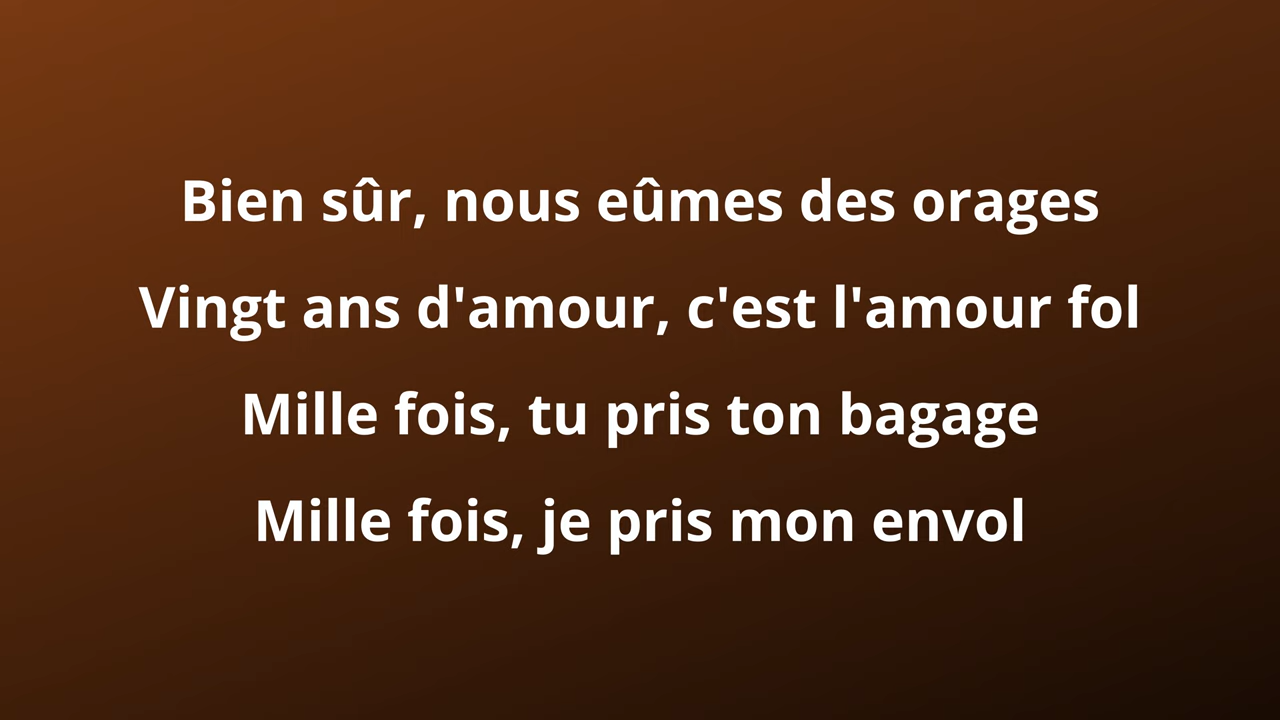 Bien sûr, nous eûmes des orages
Vingt ans d'amour, c'est l'amour fol
Mille fois, tu pris ton bagage
Mille fois, je pris mon envol